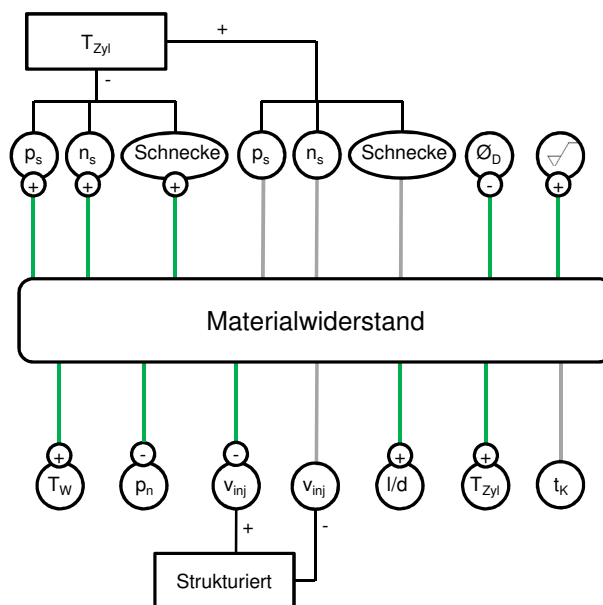 T_Zyl +
-
p_s n_s Schnecke p_s n_s Schnecke Ø_D
+ + + - +
Materialwiderstand
+ - - + +
T_W p_n v_inj v_inj l/d T_Zyl t_K
+ -
Strukturiert